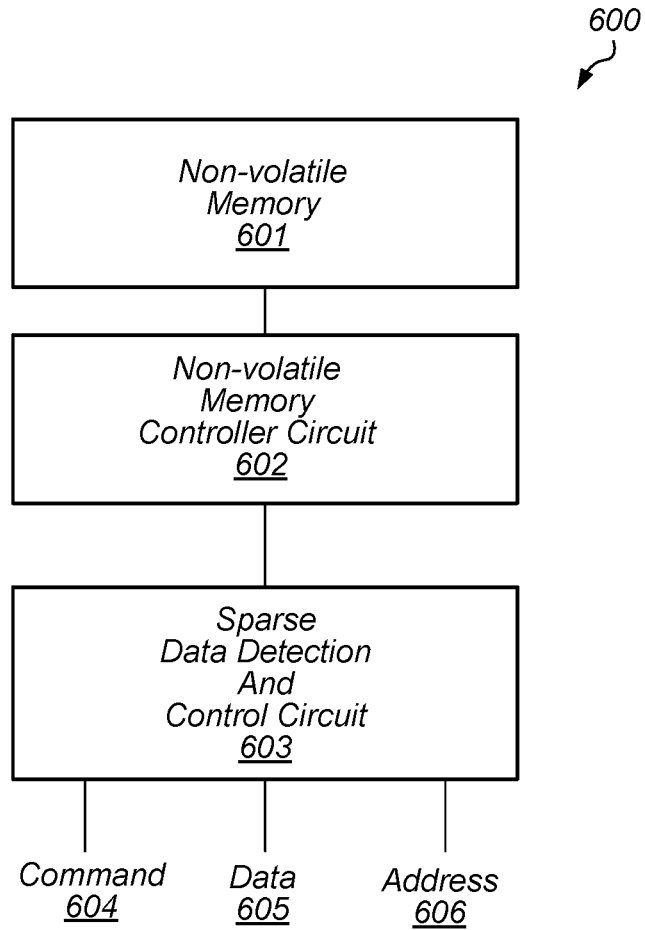 600
Non-volatile
Memory
601
Non-volatile
Memory
Controller Circuit
602
Sparse
Data Detection
And
Control Circuit
603
Command Data Address
604 605 606